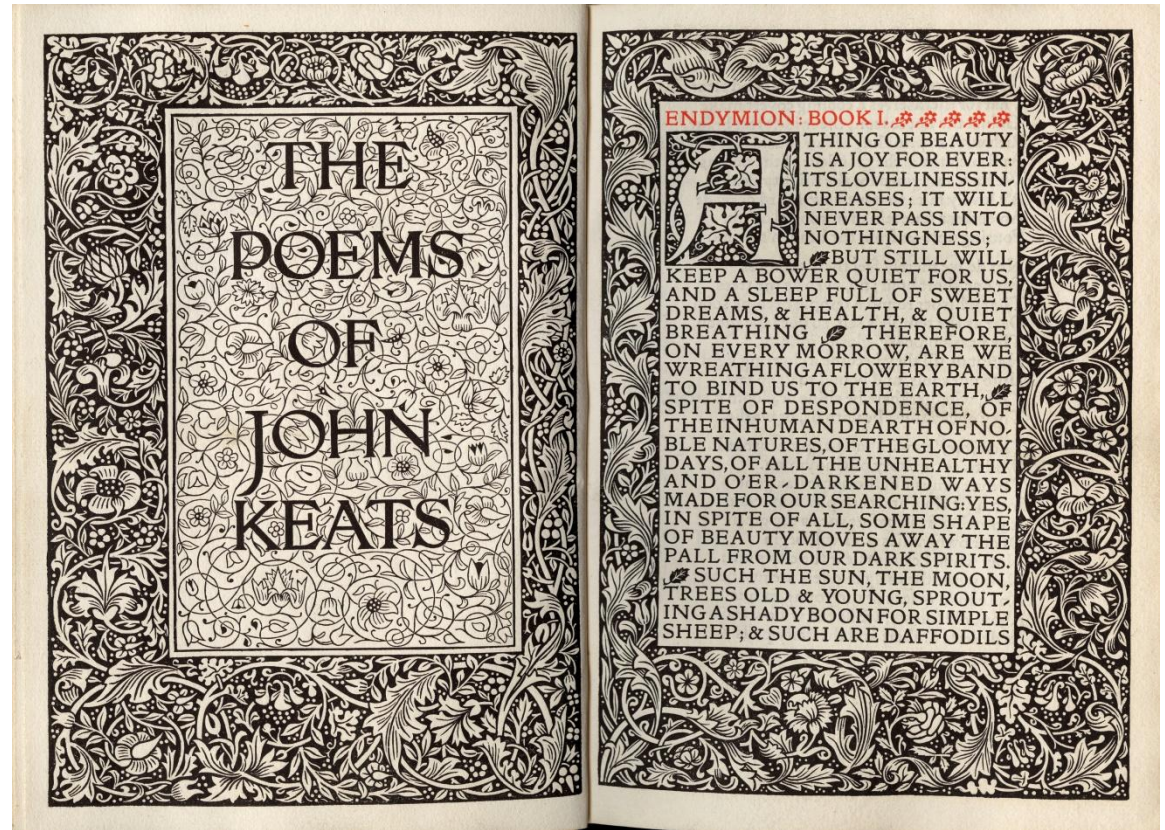 THE
POEMS
OF
JOHN
KEATS
ENDYMION: BOOK I.
A THING OF BEAUTY
IS A JOY FOR EVER:
ITS LOVELINESS IN-
CREASES; IT WILL
NEVER PASS INTO
NOTHINGNESS;
BUT STILL WILL
KEEP A BOWER QUIET FOR US,
AND A SLEEP FULL OF SWEET
DREAMS, & HEALTH, & QUIET
BREATHING THEREFORE,
ON EVERY MORROW, ARE WE
WREATHING A FLOWERY BAND
TO BIND US TO THE EARTH,
SPITE OF DESPONDENCE, OF
THE INHUMAN DEARTH OF NO-
BLE NATURES, OF THE GLOOMY
DAYS, OF ALL THE UNHEALTHY
AND O'ER-DARKENED WAYS
MADE FOR OUR SEARCHING: YES,
IN SPITE OF ALL, SOME SHAPE
OF BEAUTY MOVES AWAY THE
PALL FROM OUR DARK SPIRITS.
SUCH THE SUN, THE MOON,
TREES OLD & YOUNG, SPROUT-
ING A SHADY BOON FOR SIMPLE
SHEEP; & SUCH ARE DAFFODILS